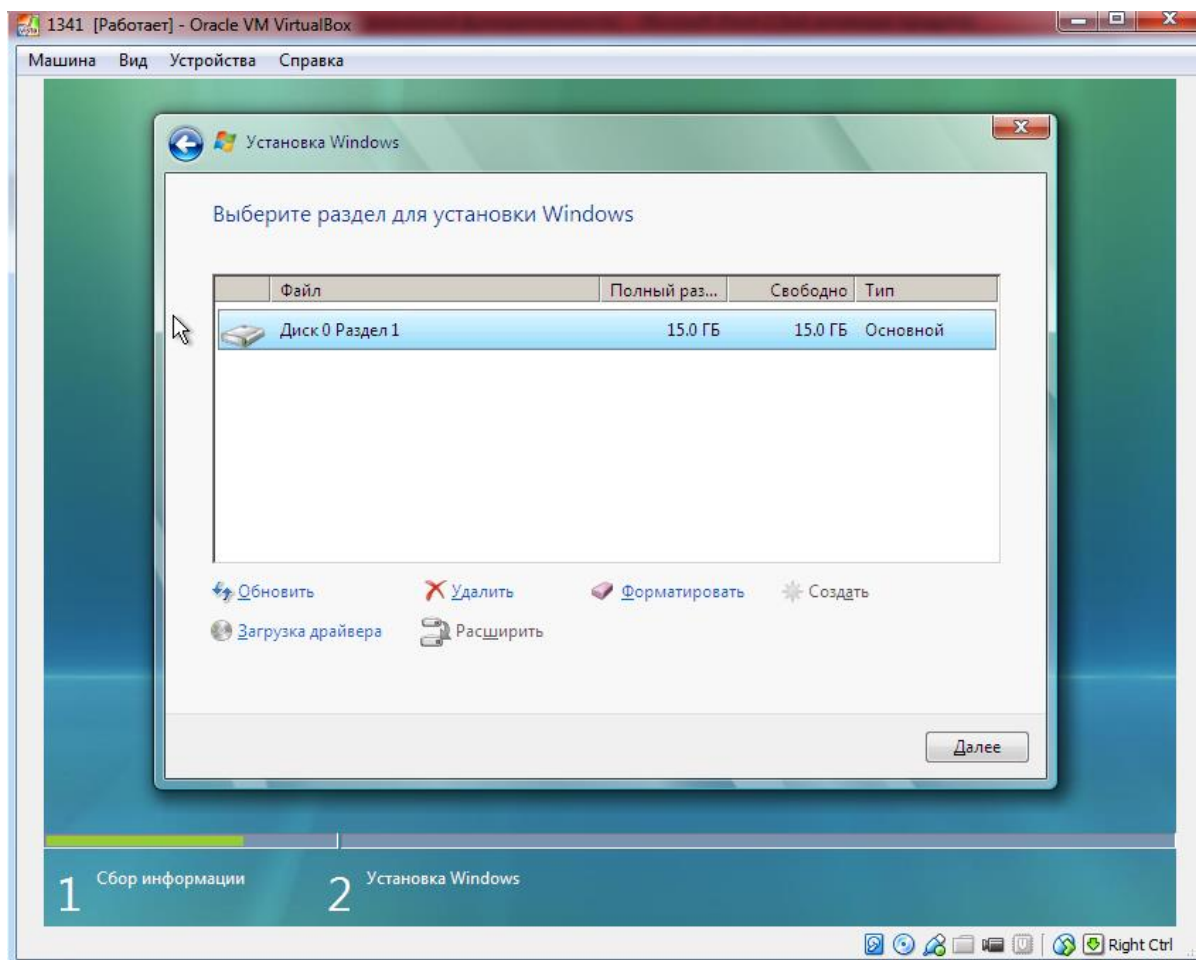 1341 [Работает] - Oracle VM VirtualBox
Машина Вид Устройства Справка
Установка Windows
Выберите раздел для установки Windows
Файл Полный раз... Свободно Тип
Диск 0 Раздел 1 15.0 ГБ 15.0 ГБ Основной
Обновить Удалить Форматировать Создать
Загрузка драйвера Расширить
Далее
1 Сбор информации 2 Установка Windows
Right Ctrl